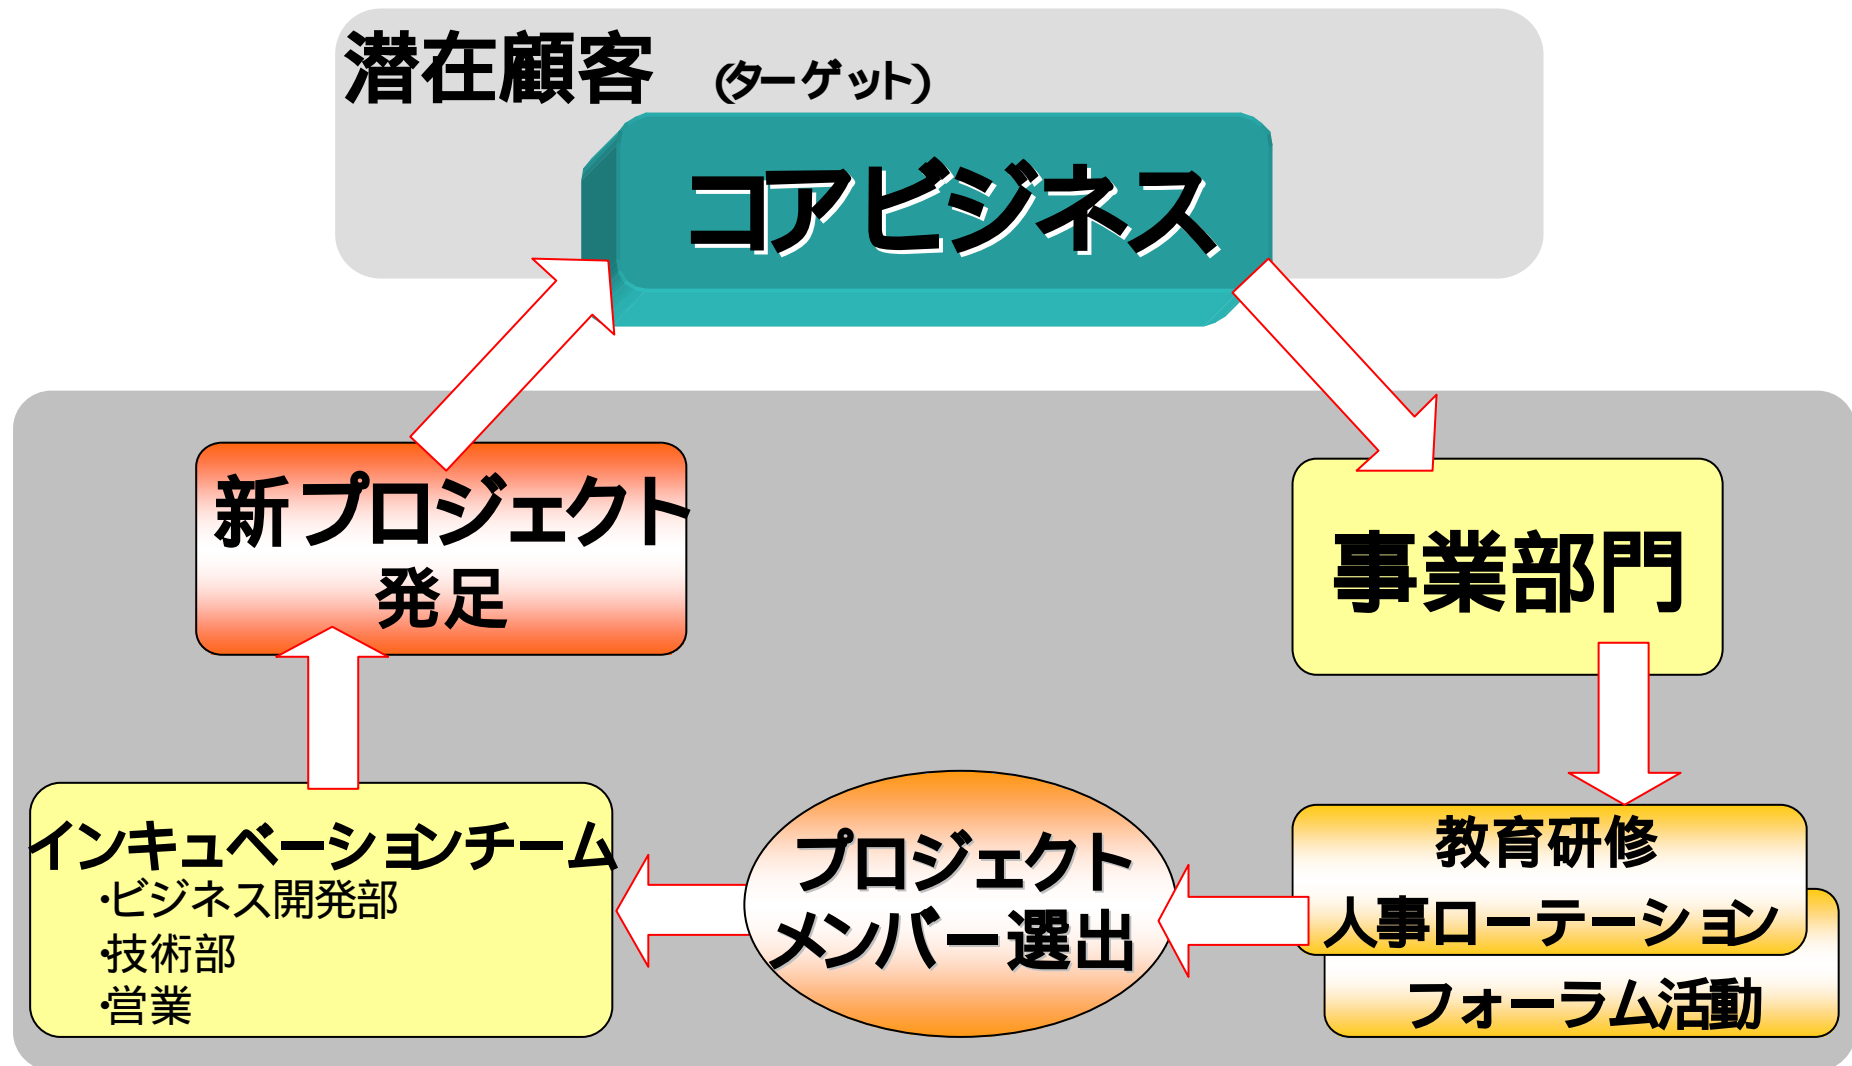 潜在顧客 (ターゲット)
コアビジネス
新プロジェクト
発足
事業部門
インキュベーションチーム
・ビジネス開発部
・技術部
・営業
プロジェクト
メンバー選出
教育研修
人事ローテーション
フォーラム活動